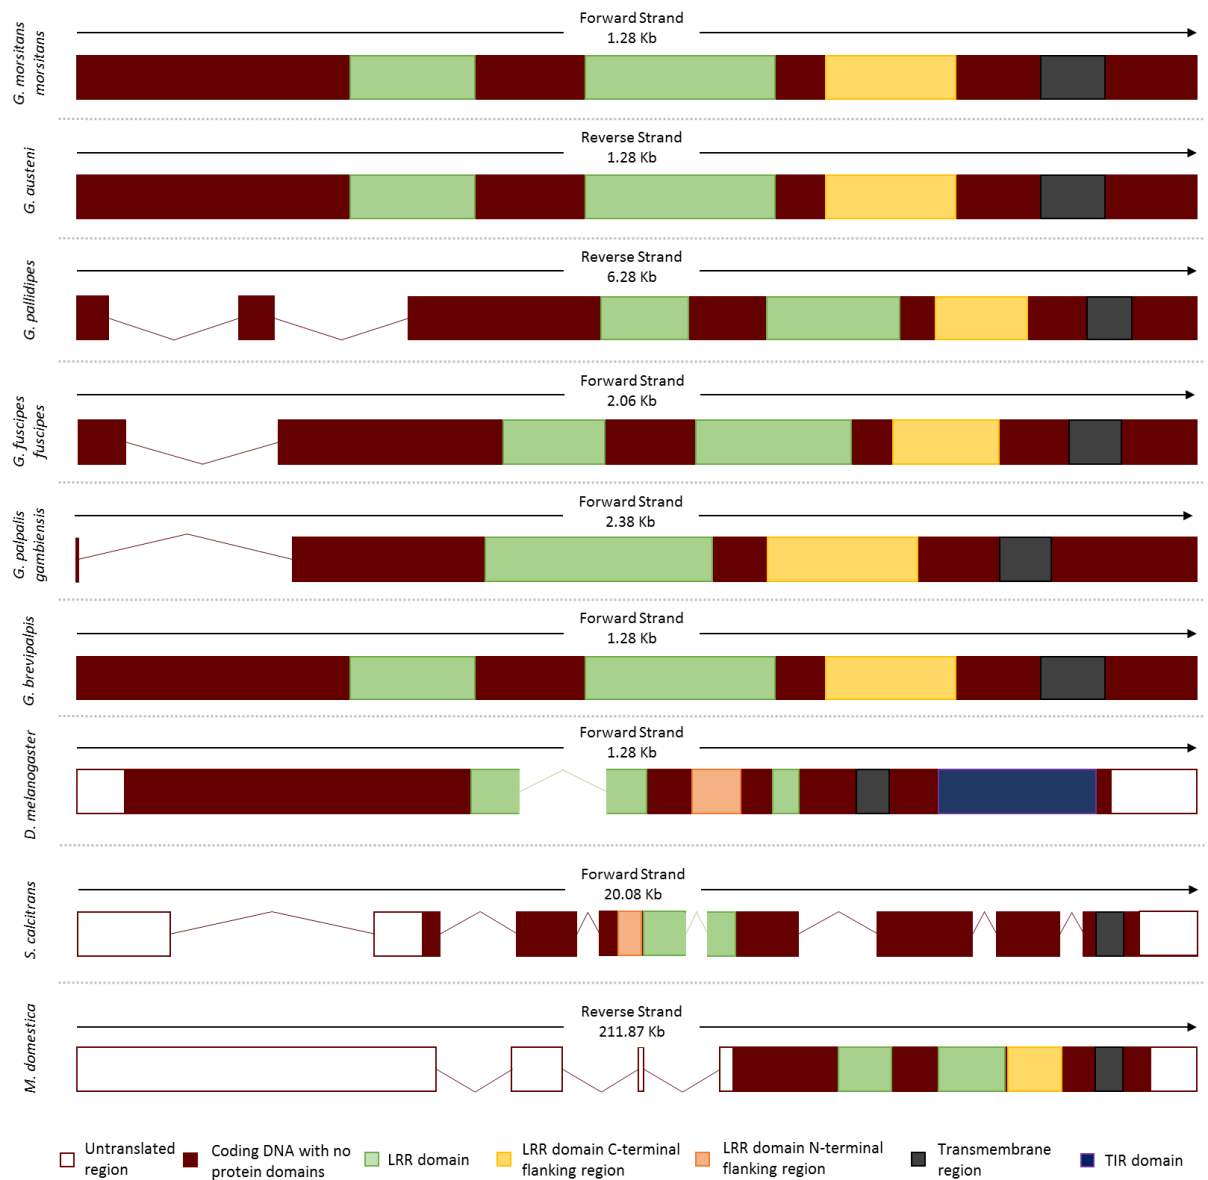 Forward Strand
1.28 Kb
G. morsitans
morsitans
Reverse Strand
1.28 Kb
G. austeni
Reverse Strand
6.28 Kb
G. pallidipes
Forward Strand
2.06 Kb
G. fuscipes
fuscipes
Forward Strand
2.38 Kb
G. palpalis
gambiensis
Forward Strand
1.28 Kb
G. brevipalpis
Forward Strand
1.28 Kb
D. melanogaster
Forward Strand
20.08 Kb
S. calcitrans
Reverse Strand
211.87 Kb
M. domestica
Untranslated
region
Coding DNA with no
protein domains
LRR domain
LRR domain C-terminal
flanking region
LRR domain N-terminal
flanking region
Transmembrane
region
TIR domain